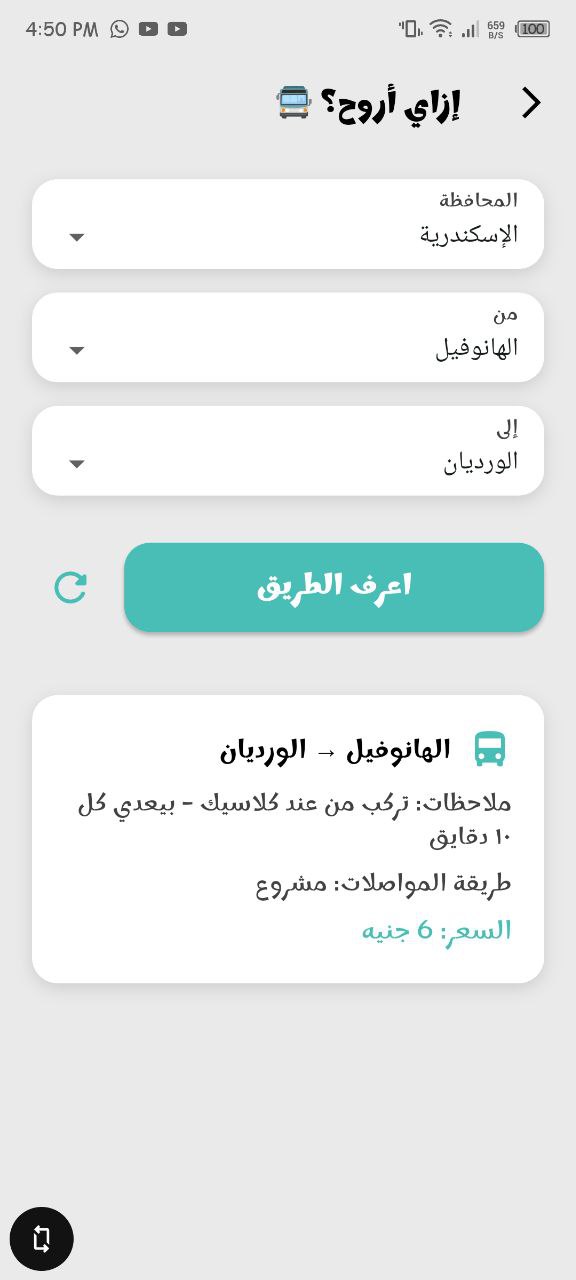 4:50 PM
659 B/S
100
إزاي أروح؟ 🚍
المحافظة
الإسكندرية
من
الهانوفيل
إلى
الورديان
اعرف الطريق
الهانوفيل → الورديان
ملاحظات: تركب من عند كلاسيك - بيعدي كل
١٠ دقايق
طريقة المواصلات: مشروع
السعر: 6 جنيه